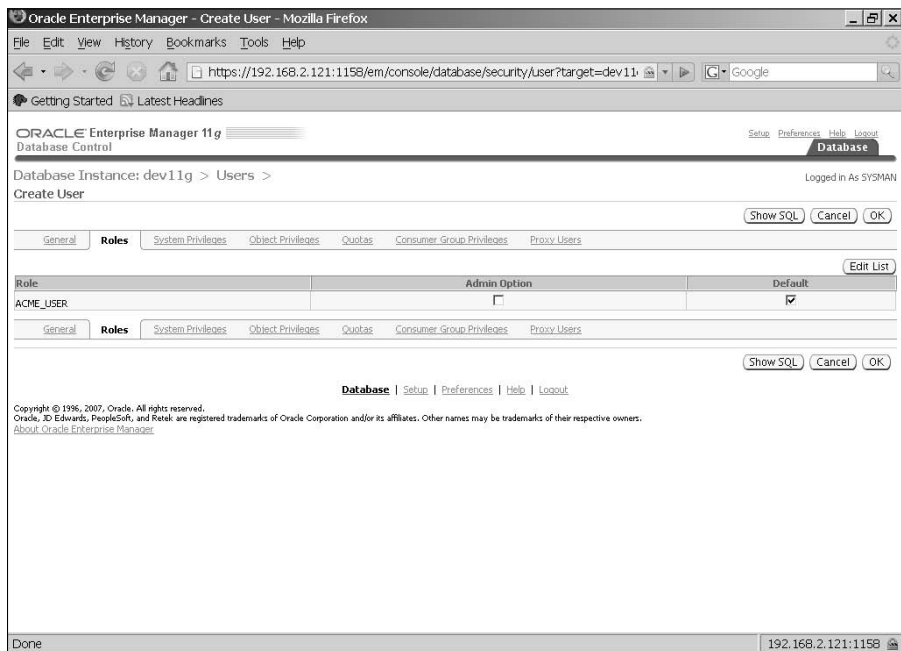 Oracle Enterprise Manager - Create User - Mozilla Firefox
File Edit View History Bookmarks Tools Help
https://192.168.2.121:1158/em/console/database/security/user?target=dev11 Google
Getting Started Latest Headlines
ORACLE Enterprise Manager 11g
Database Control
Setup Preferences Help Logout
Database
Database Instance: dev11g > Users >
Logged in As SYSMAN
Create User
Show SQL Cancel OK
General Roles System Privileges Object Privileges Quotas Consumer Group Privileges Proxy Users
Edit List
Role Admin Option Default
ACME_USER
General Roles System Privileges Object Privileges Quotas Consumer Group Privileges Proxy Users
Show SQL Cancel OK
Database | Setup | Preferences | Help | Logout
Copyright © 1996, 2007, Oracle. All rights reserved.
Oracle, JD Edwards, PeopleSoft, and Retek are registered trademarks of Oracle Corporation and/or its affiliates. Other names may be trademarks of their respective owners.
About Oracle Enterprise Manager
Done 192.168.2.121:1158